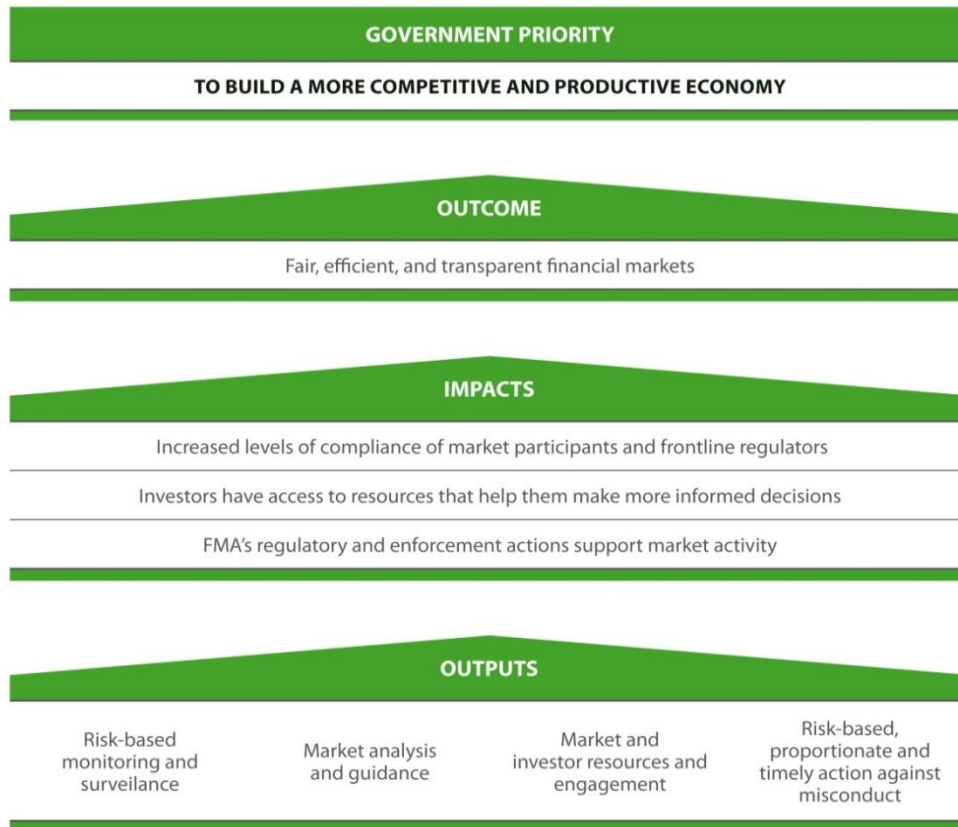 GOVERNMENT PRIORITY
TO BUILD A MORE COMPETITIVE AND PRODUCTIVE ECONOMY
OUTCOME
Fair, efficient, and transparent financial markets
IMPACTS
Increased levels of compliance of market participants and frontline regulators
Investors have access to resources that help them make more informed decisions
FMA's regulatory and enforcement actions support market activity
OUTPUTS
Risk-based
monitoring and
surveilance
Market analysis
and guidance
Market and
investor resources and
engagement
Risk-based,
proportionate and
timely action against
misconduct